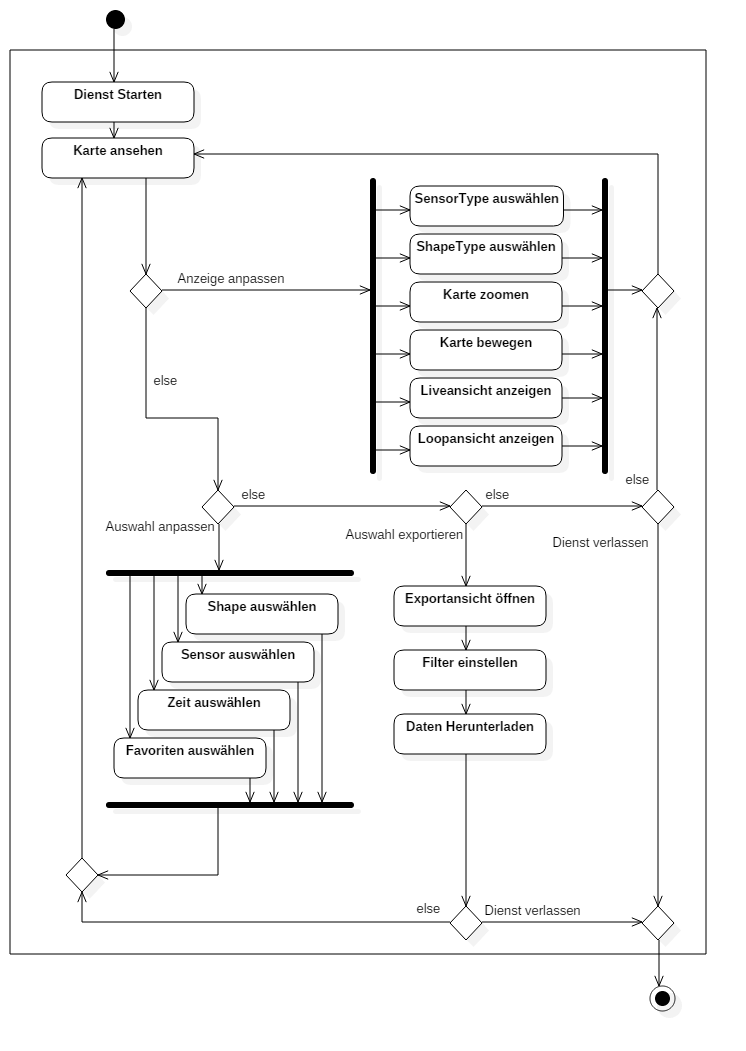 Dienst Starten
Karte ansehen
SensorType auswählen
ShapeType auswählen
Anzeige anpassen
Karte zoomen
Karte bewegen
else
Liveansicht anzeigen
Loopansicht anzeigen
else
else
else
Auswahl anpassen
Auswahl exportieren
Dienst verlassen
Shape auswählen
Exportansicht öffnen
Sensor auswählen
Filter einstellen
Zeit auswählen
Daten Herunterladen
Favoriten auswählen
else
Dienst verlassen